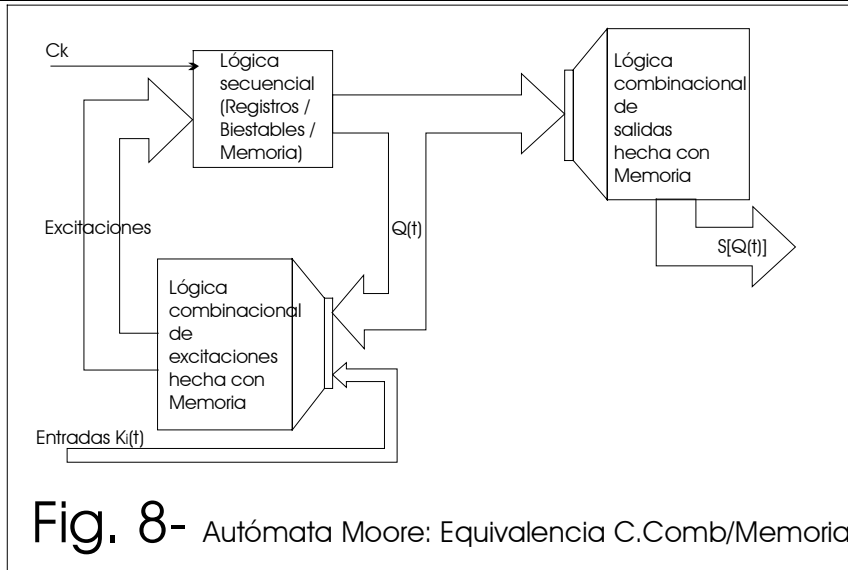 Ck
Lógica
secuencial
(Registros /
Biestables /
Memoria)
Lógica
combinacional
de
salidas
hecha con
Memoria
Excitaciones
Q(t)
S[Q(t)]
Lógica
combinacional
de
excitaciones
hecha con
Memoria
Entradas Ki(t)
Fig. 8- Autómata Moore: Equivalencia C.Comb/Memoria